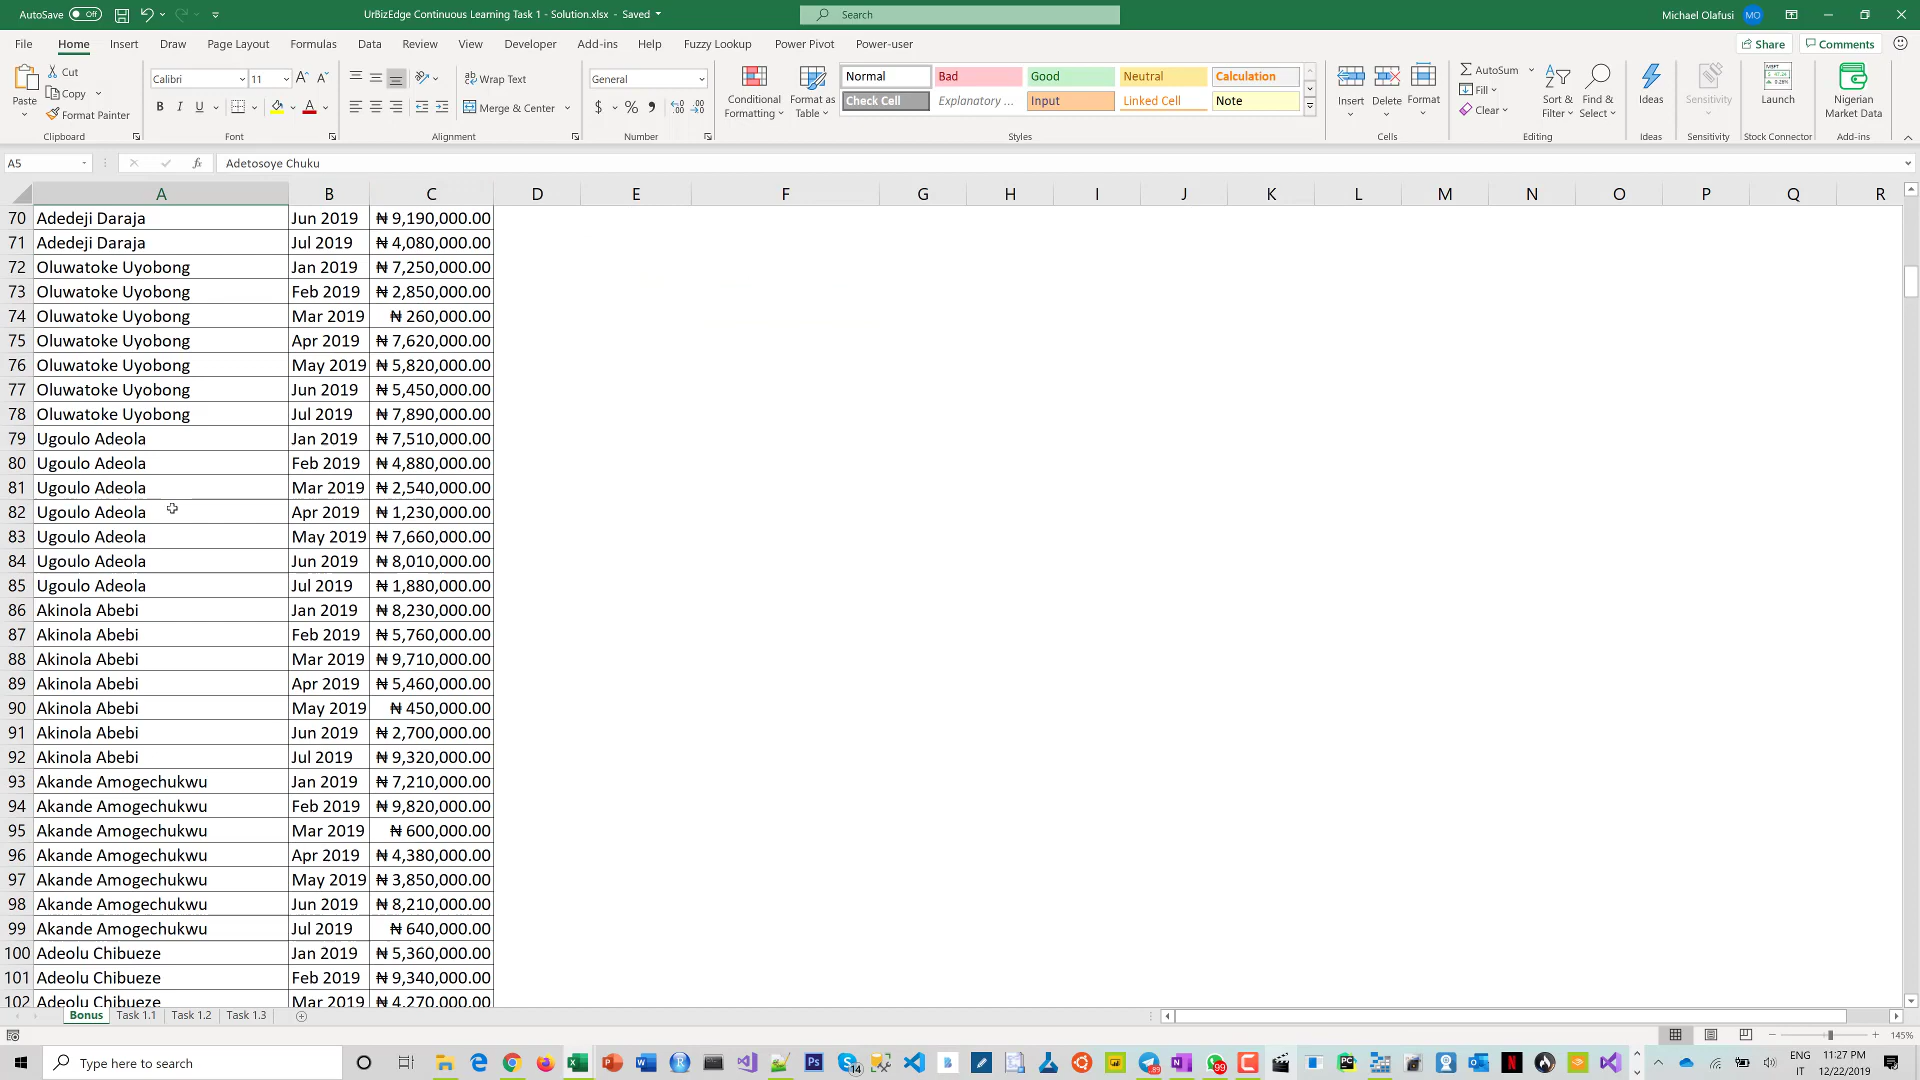 AutoSave Off UrBizEdge Continuous Learning Task 1 - Solution.xlsx - Saved Search Michael Olafusi MO
File Home Insert Draw Page Layout Formulas Data Review View Developer Add-ins Help Fuzzy Lookup Power Pivot Power-user Share Comments
Paste Cut Copy Format Painter Clipboard
Calibri 11 B I U A Font
Wrap Text Merge & Center Alignment
General $ % Number
Conditional Formatting Format as Table Normal Bad Good Neutral Calculation
Check Cell Explanatory ... Input Linked Cell Note Styles
Insert Delete Format Cells
AutoSum Fill Clear Sort & Filter Find & Select Editing
Ideas Ideas Sensitivity Sensitivity Launch Stock Connector Nigerian Market Data Add-ins
A5 fx Adetosoye Chuku
A B C D E F G H I J K L M N O P Q R
70 Adedeji Daraja Jun 2019 ₦ 9,190,000.00
71 Adedeji Daraja Jul 2019 ₦ 4,080,000.00
72 Oluwatoke Uyobong Jan 2019 ₦ 7,250,000.00
73 Oluwatoke Uyobong Feb 2019 ₦ 2,850,000.00
74 Oluwatoke Uyobong Mar 2019 ₦ 260,000.00
75 Oluwatoke Uyobong Apr 2019 ₦ 7,620,000.00
76 Oluwatoke Uyobong May 2019 ₦ 5,820,000.00
77 Oluwatoke Uyobong Jun 2019 ₦ 5,450,000.00
78 Oluwatoke Uyobong Jul 2019 ₦ 7,890,000.00
79 Ugoulo Adeola Jan 2019 ₦ 7,510,000.00
80 Ugoulo Adeola Feb 2019 ₦ 4,880,000.00
81 Ugoulo Adeola Mar 2019 ₦ 2,540,000.00
82 Ugoulo Adeola Apr 2019 ₦ 1,230,000.00
83 Ugoulo Adeola May 2019 ₦ 7,660,000.00
84 Ugoulo Adeola Jun 2019 ₦ 8,010,000.00
85 Ugoulo Adeola Jul 2019 ₦ 1,880,000.00
86 Akinola Abebi Jan 2019 ₦ 8,230,000.00
87 Akinola Abebi Feb 2019 ₦ 5,760,000.00
88 Akinola Abebi Mar 2019 ₦ 9,710,000.00
89 Akinola Abebi Apr 2019 ₦ 5,460,000.00
90 Akinola Abebi May 2019 ₦ 450,000.00
91 Akinola Abebi Jun 2019 ₦ 2,700,000.00
92 Akinola Abebi Jul 2019 ₦ 9,320,000.00
93 Akande Amogechukwu Jan 2019 ₦ 7,210,000.00
94 Akande Amogechukwu Feb 2019 ₦ 9,820,000.00
95 Akande Amogechukwu Mar 2019 ₦ 600,000.00
96 Akande Amogechukwu Apr 2019 ₦ 4,380,000.00
97 Akande Amogechukwu May 2019 ₦ 3,850,000.00
98 Akande Amogechukwu Jun 2019 ₦ 8,210,000.00
99 Akande Amogechukwu Jul 2019 ₦ 640,000.00
100 Adeolu Chibueze Jan 2019 ₦ 5,360,000.00
101 Adeolu Chibueze Feb 2019 ₦ 9,340,000.00
102 Adeolu Chibueze Mar 2019 ₦ 4,270,000.00
Bonus Task 1.1 Task 1.2 Task 1.3
145%
Type here to search ENG IT 11:27 PM 12/22/2019